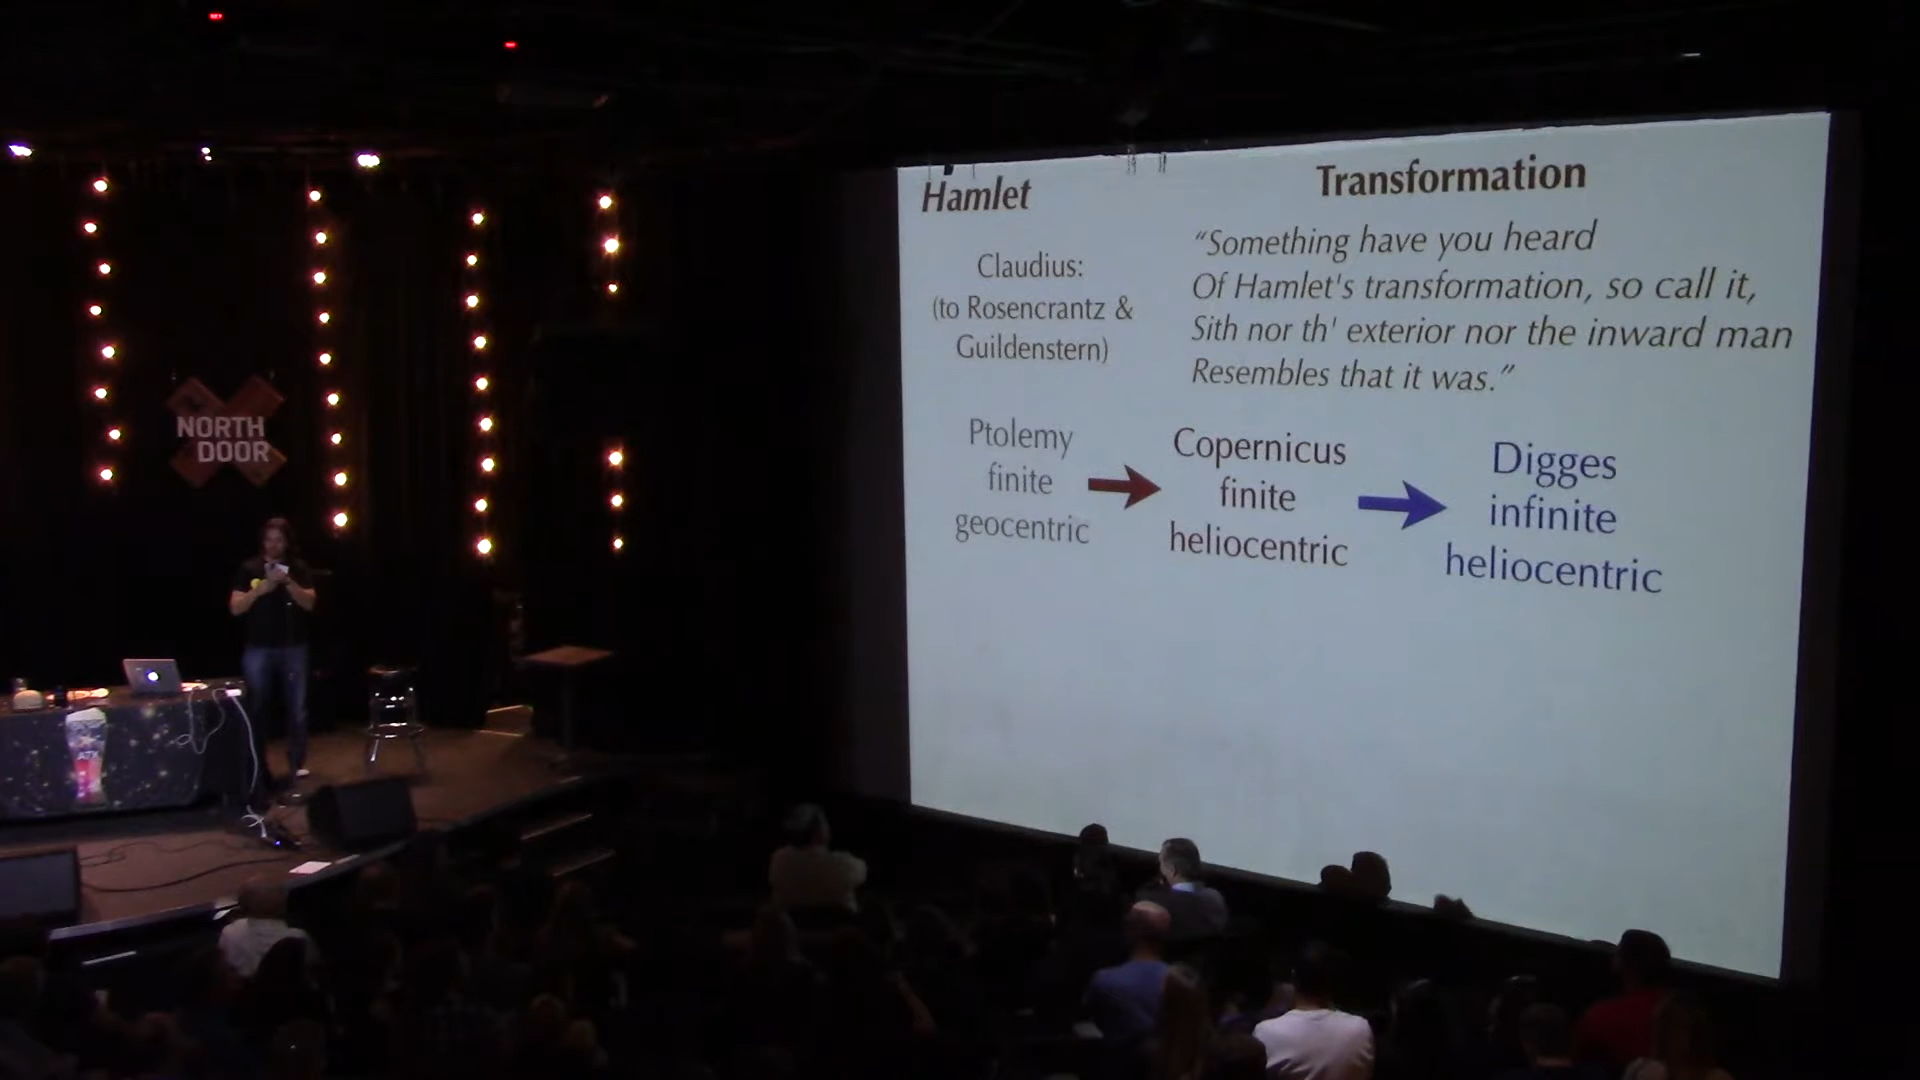 NORTH
DOOR
ATX
Hamlet
Transformation
Claudius:
(to Rosencrantz &
Guildenstern)
“Something have you heard
Of Hamlet's transformation, so call it,
Sith nor th' exterior nor the inward man
Resembles that it was.”
Ptolemy
finite
geocentric
Copernicus
finite
heliocentric
Digges
infinite
heliocentric